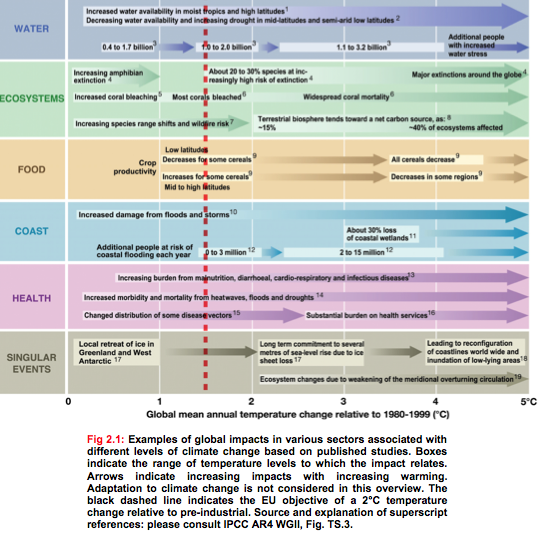 WATER
Increased water availability in moist tropics and high latitudes 1
Decreasing water availability and increasing drought in mid-latitudes and semi-arid low latitudes 2
0.4 to 1.7 billion 3
1.0 to 2.0 billion 3
1.1 to 3.2 billion 3
Additional people
with increased
water stress
ECOSYSTEMS
Increasing amphibian
extinction 4
About 20 to 30% species at inc-
reasingly high risk of extinction 4
Major extinctions around the globe 4
Increased coral bleaching 5
Most corals bleached 6
Widespread coral mortality 6
Increasing species range shifts and wildfire risk 7
Terrestrial biosphere tends toward a net carbon source, as: 8
~15%
~40% of ecosystems affected
FOOD
Crop
productivity
Low latitudes
Decreases for some cereals 9
All cereals decrease 9
Increases for some cereals 9
Mid to high latitudes
Decreases in some regions 9
COAST
Increased damage from floods and storms 10
About 30% loss
of coastal wetlands 11
Additional people at risk of
coastal flooding each year
0 to 3 million 12
2 to 15 million 12
HEALTH
Increasing burden from malnutrition, diarrhoeal, cardio-respiratory and infectious diseases 13
Increased morbidity and mortality from heatwaves, floods and droughts 14
Changed distribution of some disease vectors 15
Substantial burden on health services 16
SINGULAR
EVENTS
Local retreat of ice in
Greenland and West
Antarctic 17
Long term commitment to several
metres of sea-level rise due to ice
sheet loss 17
Leading to reconfiguration
of coastlines world wide and
inundation of low-lying areas 18
Ecosystem changes due to weakening of the meridional overturning circulation 19
0 1 2 3 4 5°C
Global mean annual temperature change relative to 1980-1999 (°C)
Fig 2.1: Examples of global impacts in various sectors associated with
different levels of climate change based on published studies. Boxes
indicate the range of temperature levels to which the impact relates.
Arrows indicate increasing impacts with increasing warming.
Adaptation to climate change is not considered in this overview. The
black dashed line indicates the EU objective of a 2°C temperature
change relative to pre-industrial. Source and explanation of superscript
references: please consult IPCC AR4 WGII, Fig. TS.3.